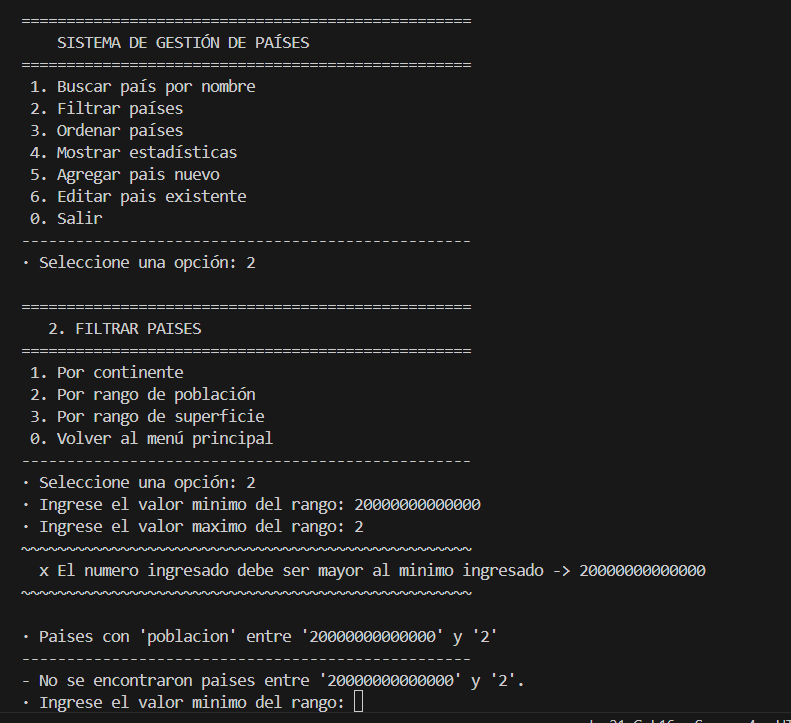 ==================================================
SISTEMA DE GESTIÓN DE PAÍSES
==================================================
1. Buscar país por nombre
2. Filtrar países
3. Ordenar países
4. Mostrar estadísticas
5. Agregar pais nuevo
6. Editar pais existente
0. Salir
--------------------------------------------------
· Seleccione una opción: 2
==================================================
2. FILTRAR PAISES
==================================================
1. Por continente
2. Por rango de población
3. Por rango de superficie
0. Volver al menú principal
--------------------------------------------------
· Seleccione una opción: 2
· Ingrese el valor minimo del rango: 20000000000000
· Ingrese el valor maximo del rango: 2
~~~~~~~~~~~~~~~~~~~~~~~~~~~~~~~~~~~~~~~~~~~~~~~~~~
x El numero ingresado debe ser mayor al minimo ingresado -> 20000000000000
~~~~~~~~~~~~~~~~~~~~~~~~~~~~~~~~~~~~~~~~~~~~~~~~~~
· Paises con 'poblacion' entre '20000000000000' y '2'
--------------------------------------------------
- No se encontraron paises entre '20000000000000' y '2'.
· Ingrese el valor minimo del rango: